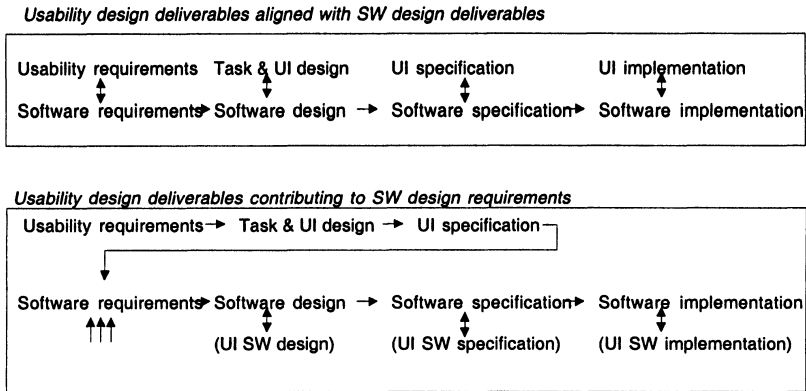 Usability design deliverables aligned with SW design deliverables
Usability requirements Task & UI design UI specification UI implementation
Software requirements Software design Software specification Software implementation
Usability design deliverables contributing to SW design requirements
Usability requirements Task & UI design UI specification
Software requirements Software design Software specification Software implementation
(UI SW design) (UI SW specification) (UI SW implementation)